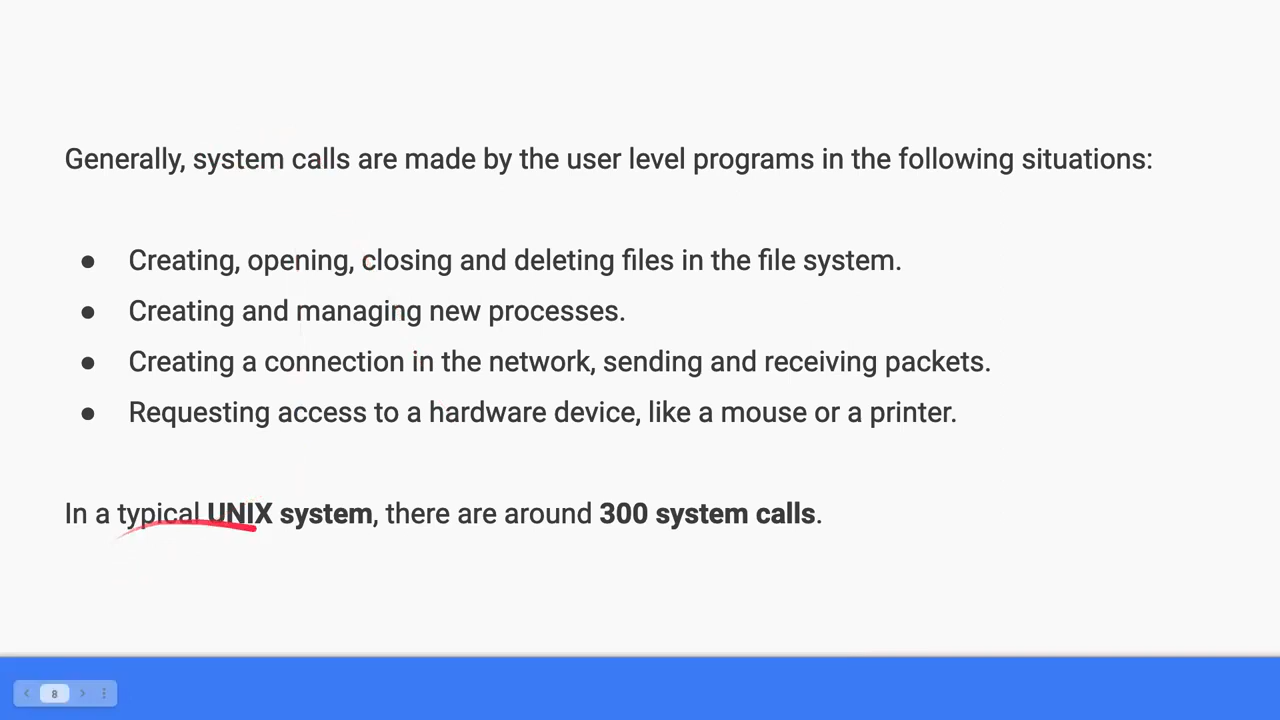 Generally, system calls are made by the user level programs in the following situations:
● Creating, opening, closing and deleting files in the file system.
● Creating and managing new processes.
● Creating a connection in the network, sending and receiving packets.
● Requesting access to a hardware device, like a mouse or a printer.
In a typical UNIX system, there are around 300 system calls.
8